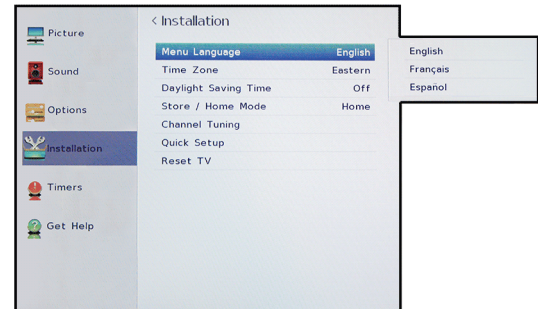 Picture
Sound
Options
Installation
Timers
Get Help
< Installation
Menu Language English
Time Zone Eastern
Daylight Saving Time Off
Store / Home Mode Home
Channel Tuning
Quick Setup
Reset TV
English
Français
Español